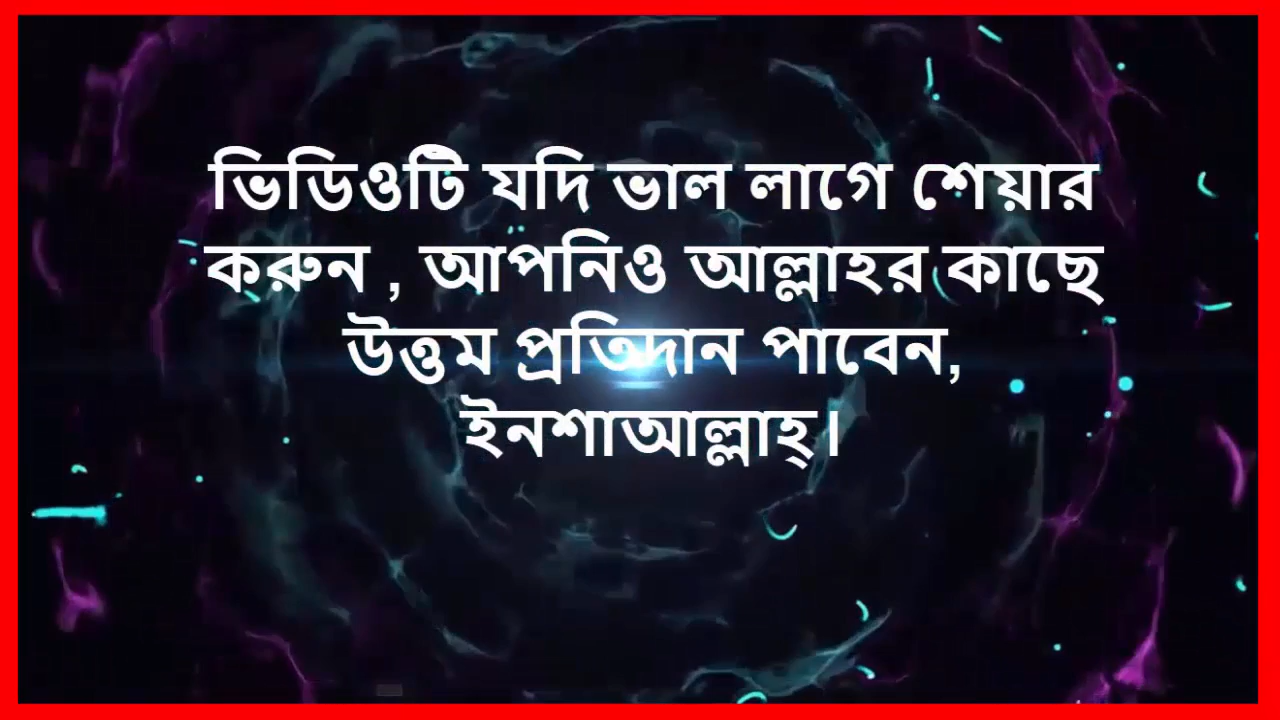 ভিডিওটি যদি ভাল লাগে শেয়ার
করুন , আপনিও আল্লাহর কাছে
উত্তম প্রতিদান পাবেন,
ইনশাআল্লাহ্।